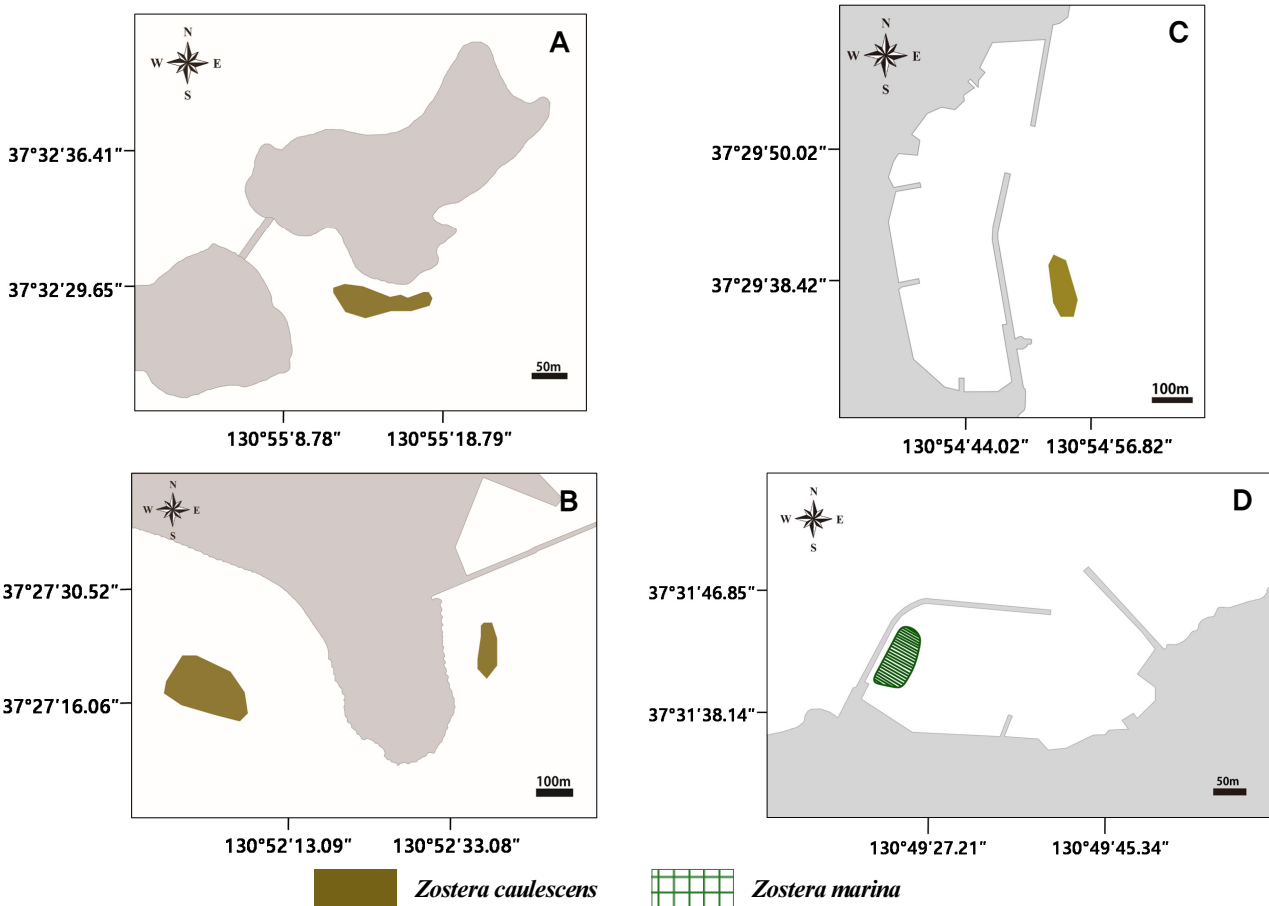 A
N
W E
S
37°32′36.41″
37°32′29.65″
50m
130°55′8.78″ 130°55′18.79″
C
N
W E
S
37°29′50.02″
37°29′38.42″
100m
130°54′44.02″ 130°54′56.82″
B
N
W E
S
37°27′30.52″
37°27′16.06″
100m
130°52′13.09″ 130°52′33.08″
D
N
W E
S
37°31′46.85″
37°31′38.14″
50m
130°49′27.21″ 130°49′45.34″
Zostera caulescens Zostera marina